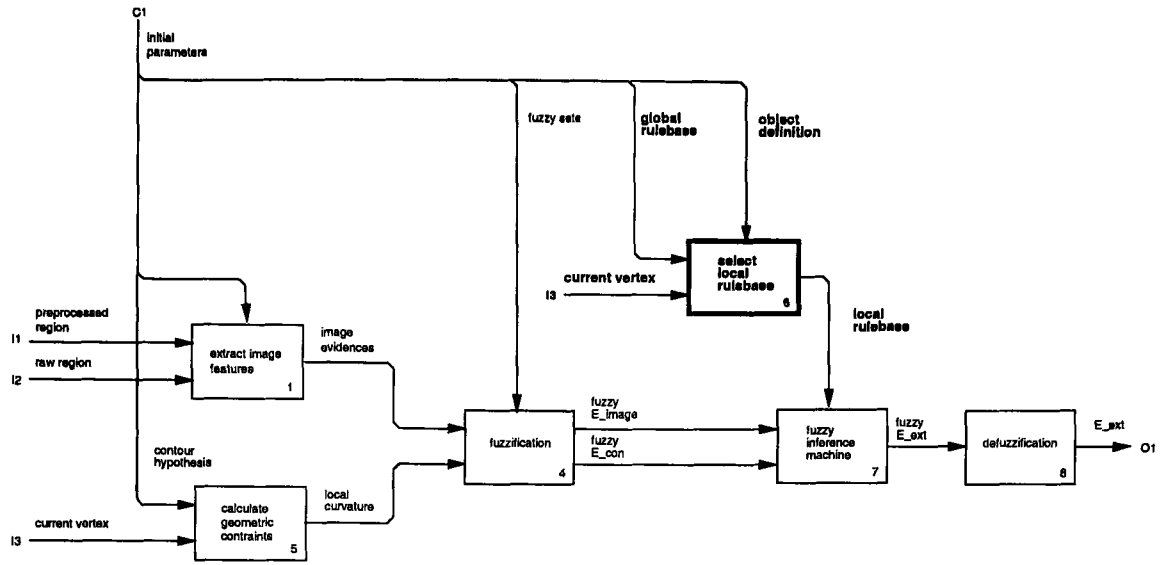 C1
initial
parameters
fuzzy sets
global
rulebase
object
definition
select
local
rulebase
6
current vertex
I3
local
rulebase
preprocessed
region
I1
raw region
I2
extract image
features
1
image
evidences
fuzzification
4
fuzzy
E_image
fuzzy
E_con
fuzzy
inference
machine
7
fuzzy
E_ext
defuzzification
8
E_ext
O1
contour
hypothesis
current vertex
I3
calculate
geometric
contraints
5
local
curvature